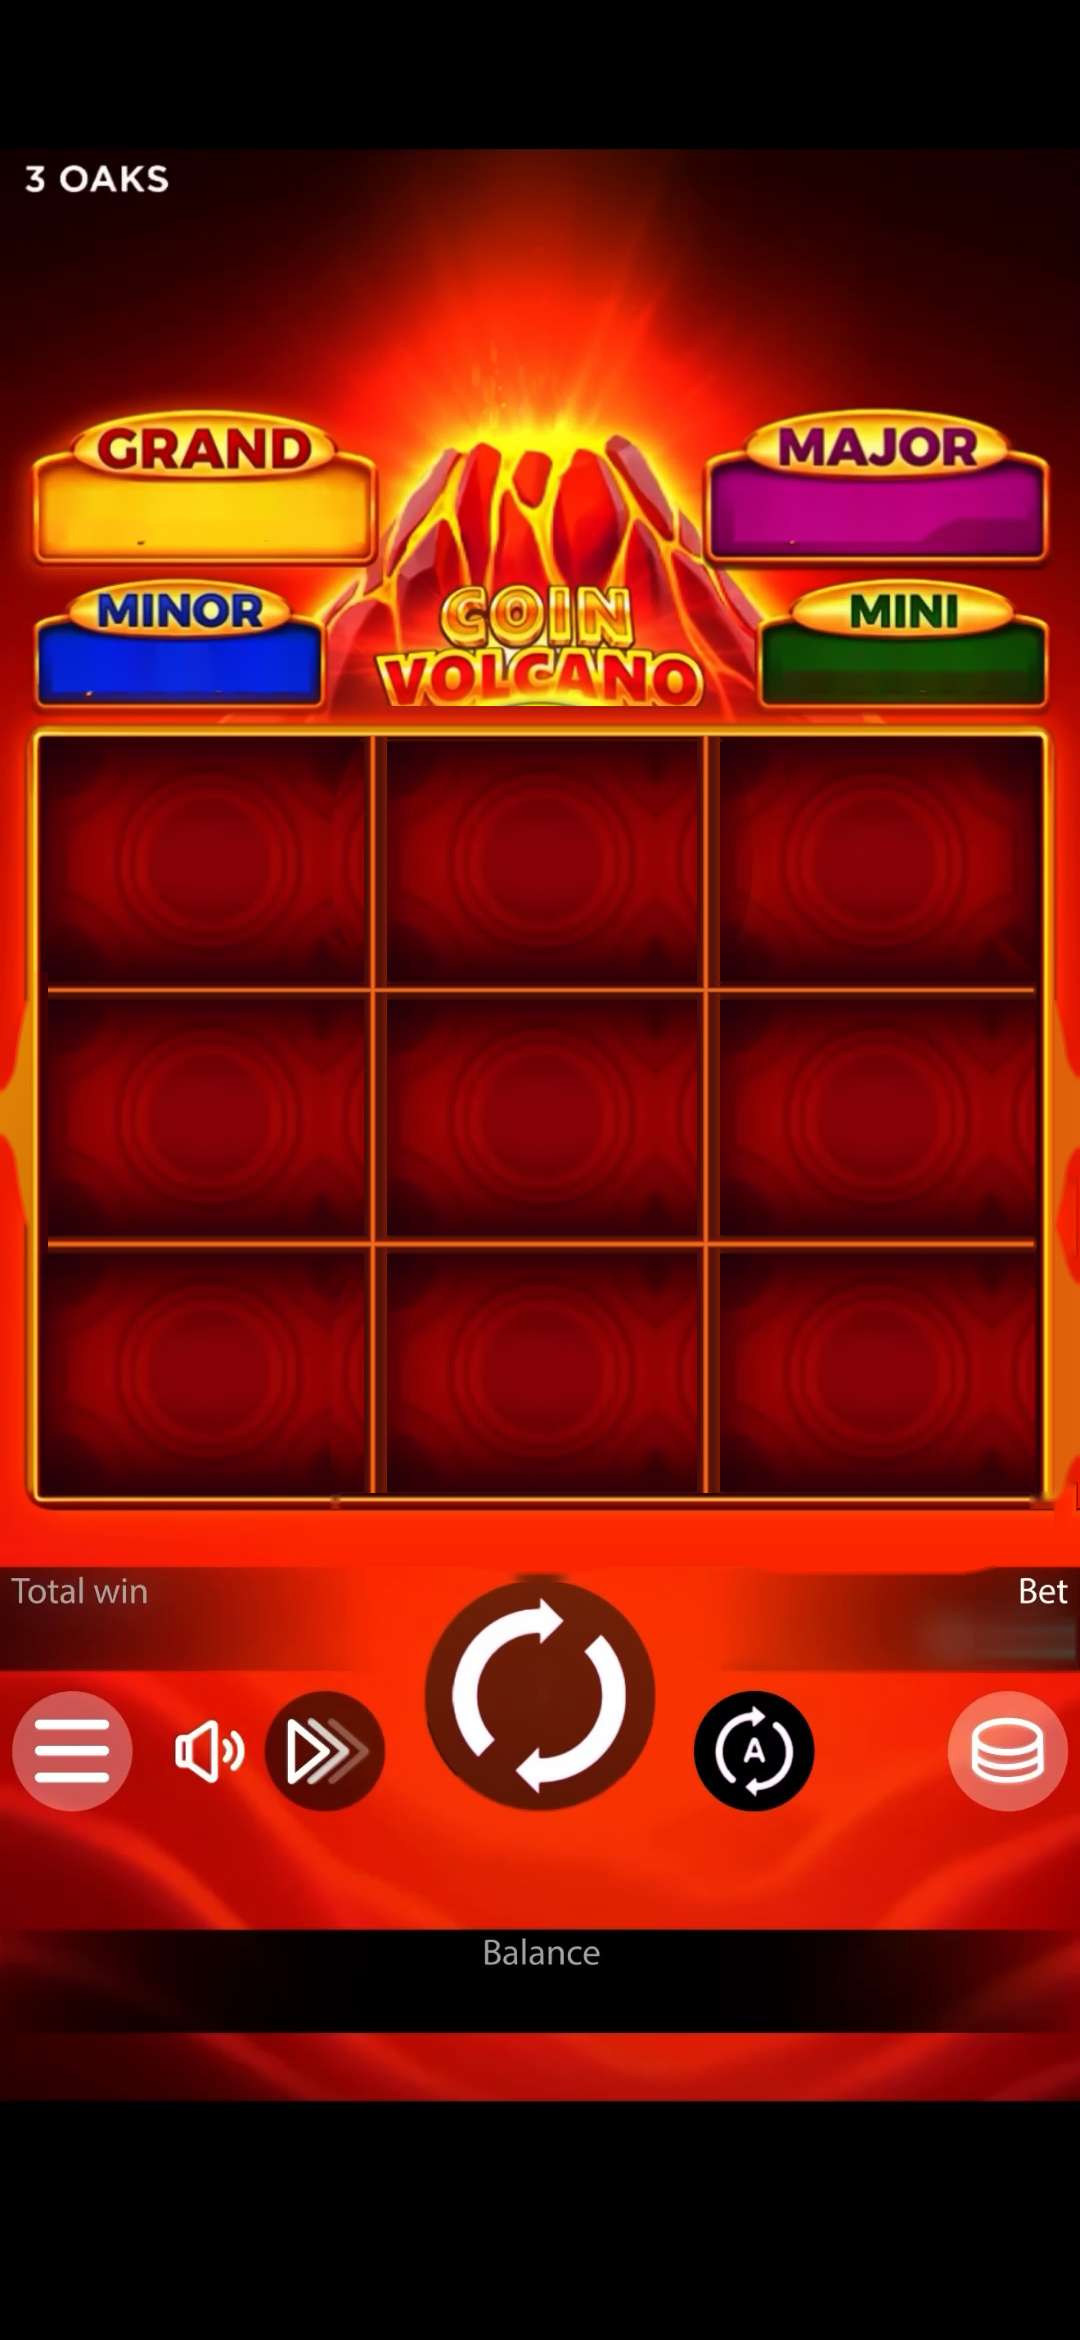 3 OAKS
GRAND
MAJOR
MINOR
MINI
COIN
VOLCANO
Total win
Bet
A
Balance